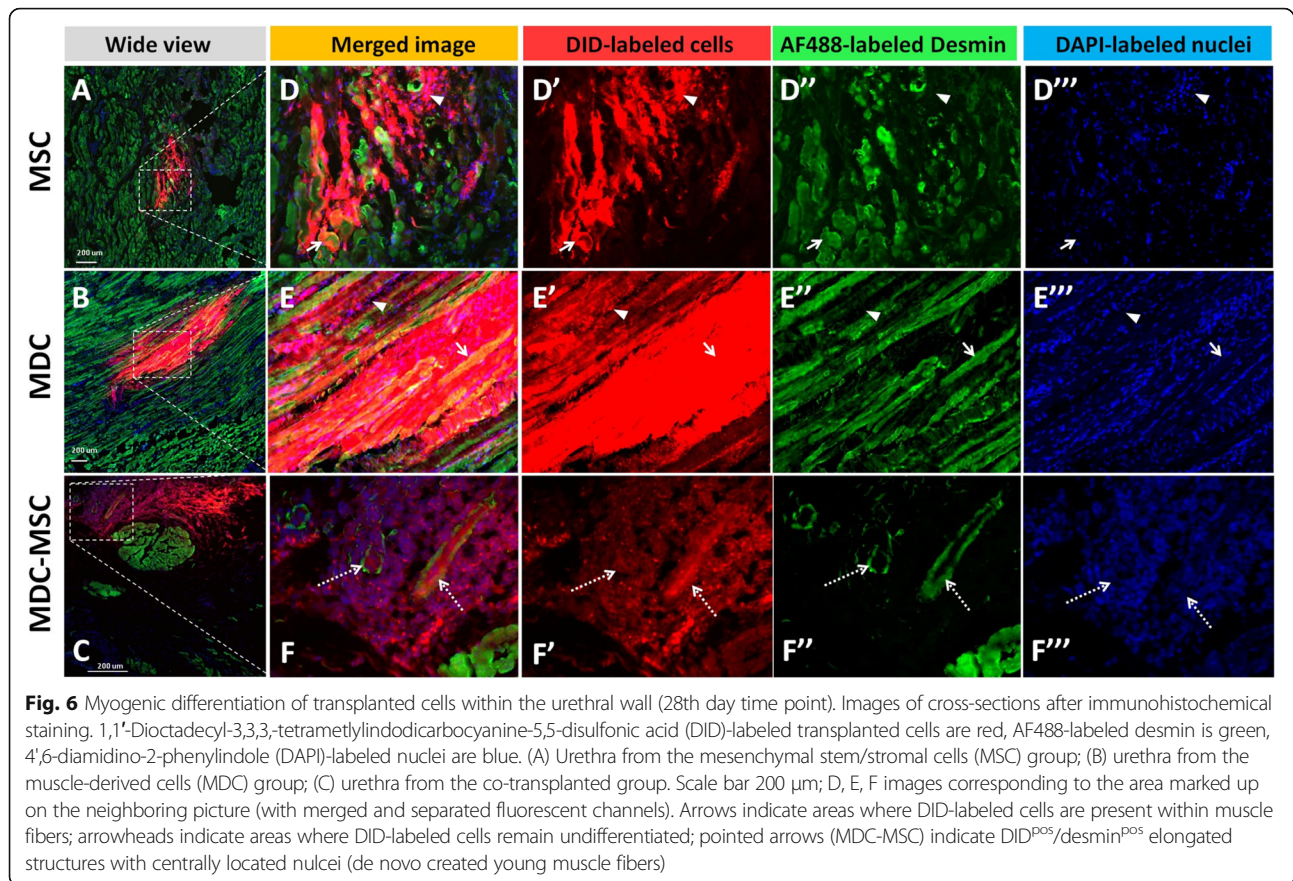 Wide view Merged image DID-labeled cells AF488-labeled Desmin DAPI-labeled nuclei
MSC
A D D' D'' D'''
200 um
MDC
B E E' E'' E'''
200 um
MDC-MSC
C F F' F'' F'''
200 um
Fig. 6 Myogenic differentiation of transplanted cells within the urethral wall (28th day time point). Images of cross-sections after immunohistochemical
staining. 1,1′-Dioctadecyl-3,3,3,3,-tetrametlylindodicarbocyanine-5,5-disulfonic acid (DID)-labeled transplanted cells are red, AF488-labeled desmin is green,
4',6-diamidino-2-phenylindole (DAPI)-labeled nuclei are blue. (A) Urethra from the mesenchymal stem/stromal cells (MSC) group; (B) urethra from the
muscle-derived cells (MDC) group; (C) urethra from the co-transplanted group. Scale bar 200 μm; D, E, F images corresponding to the area marked up
on the neighboring picture (with merged and separated fluorescent channels). Arrows indicate areas where DID-labeled cells are present within muscle
fibers; arrowheads indicate areas where DID-labeled cells remain undifferentiated; pointed arrows (MDC-MSC) indicate DIDpos/desminpos elongated
structures with centrally located nulcei (de novo created young muscle fibers)